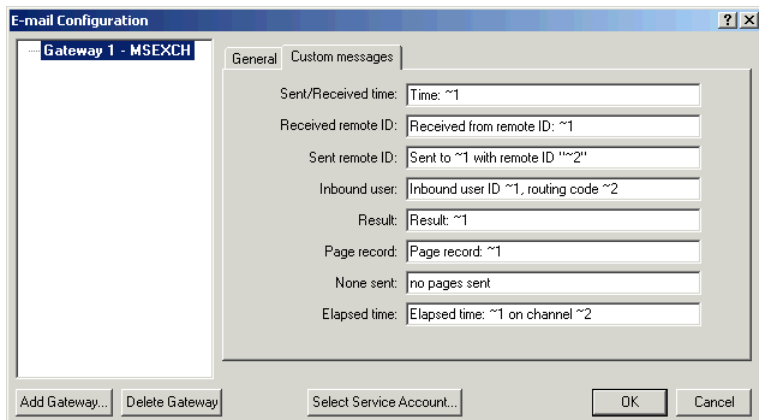 E-mail Configuration
Gateway 1 - MSEXCH
General Custom messages
Sent/Received time: Time: ~1
Received remote ID: Received from remote ID: ~1
Sent remote ID: Sent to ~1 with remote ID "~2"
Inbound user: Inbound user ID ~1, routing code ~2
Result: Result: ~1
Page record: Page record: ~1
None sent: no pages sent
Elapsed time: Elapsed time: ~1 on channel ~2
Add Gateway... Delete Gateway Select Service Account... OK Cancel